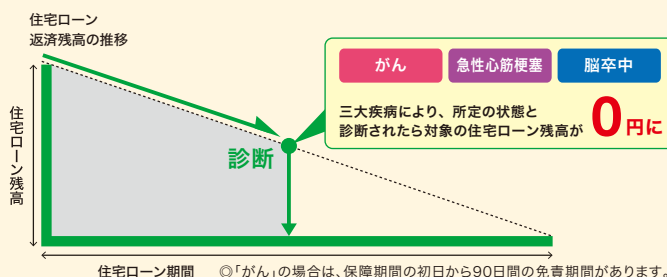 住宅ローン
返済残高の推移
がん
急性心筋梗塞
脳卒中
三大疾病により、所定の状態と
診断されたら対象の住宅ローン残高が 0円に
診断
住宅ローン残高
住宅ローン期間
◎「がん」の場合は、保障期間の初日から90日間の免責期間があります。